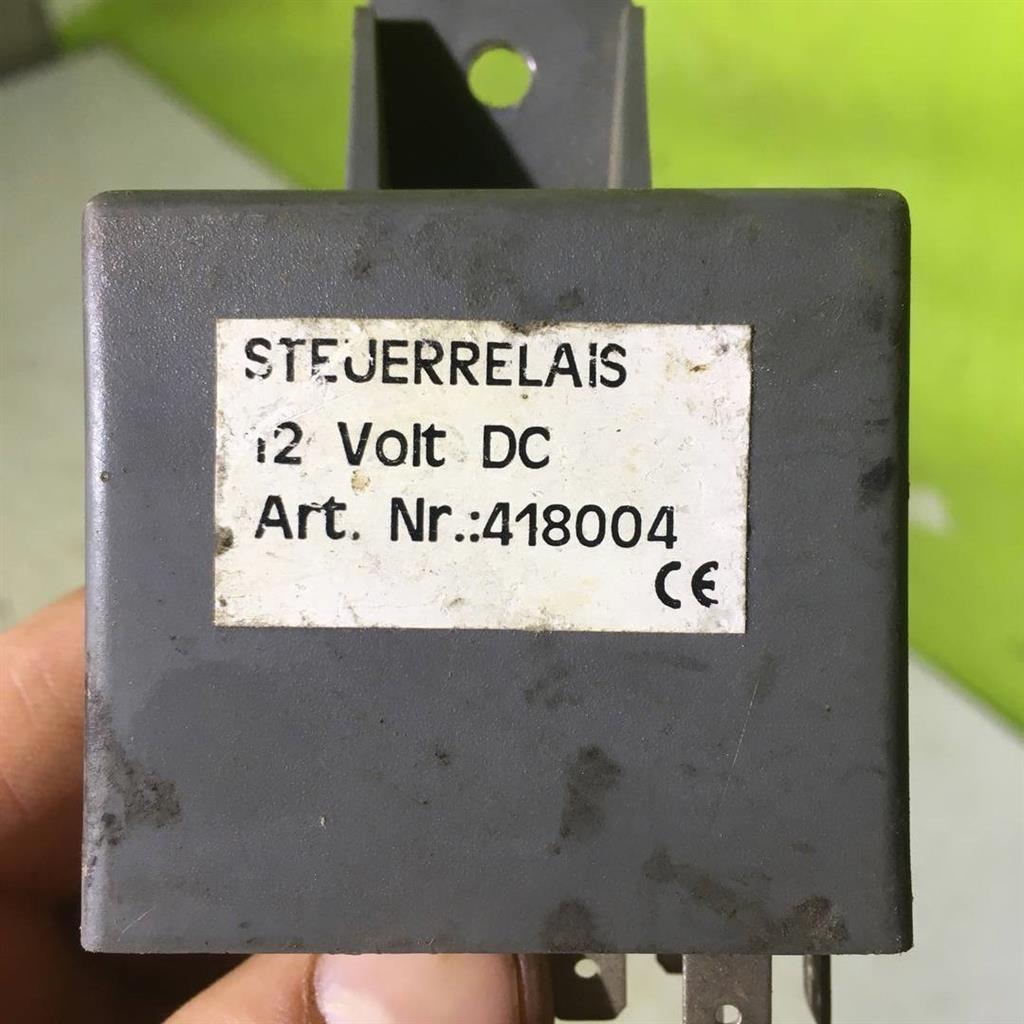 STEUERRELAIS
12 Volt DC
Art. Nr.:418004
CE